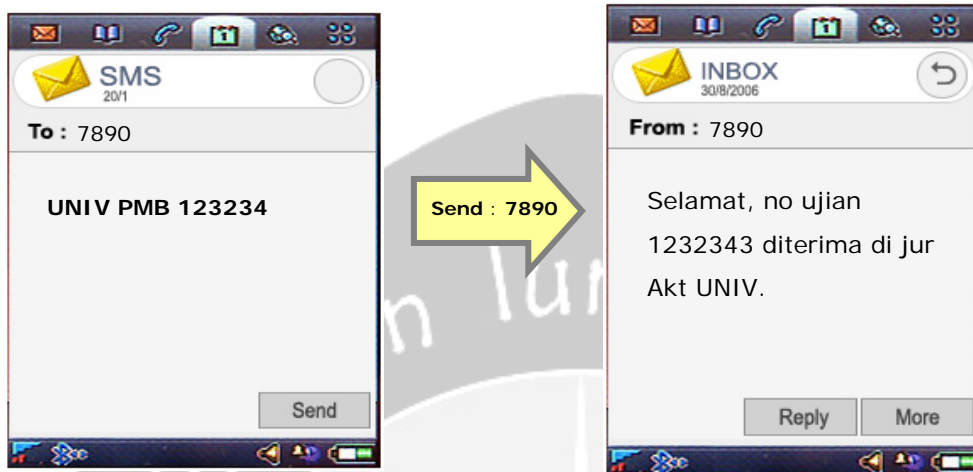 SMS
20/1
To : 7890
UNIV PMB 123234
Send
Send : 7890
INBOX
30/8/2006
From : 7890
Selamat, no ujian
1232343 diterima di jur
Akt UNIV.
Reply More